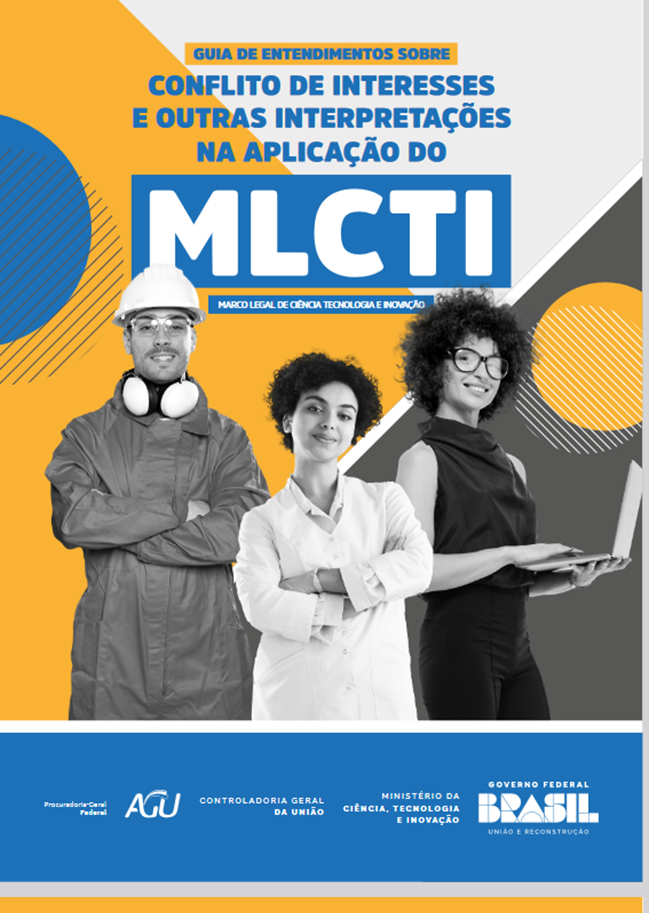 GUIA DE ENTENDIMENTOS SOBRE
CONFLITO DE INTERESSES
E OUTRAS INTERPRETAÇÕES
NA APLICAÇÃO DO
MLCTI
MARCO LEGAL DE CIÊNCIA TECNOLOGIA E INOVAÇÃO
Procuradoria-Geral
Federal
AGU
CONTROLADORIA GERAL
DA UNIÃO
MINISTÉRIO DA
CIÊNCIA, TECNOLOGIA
E INOVAÇÃO
GOVERNO FEDERAL
BRASIL
UNIÃO E RECONSTRUÇÃO